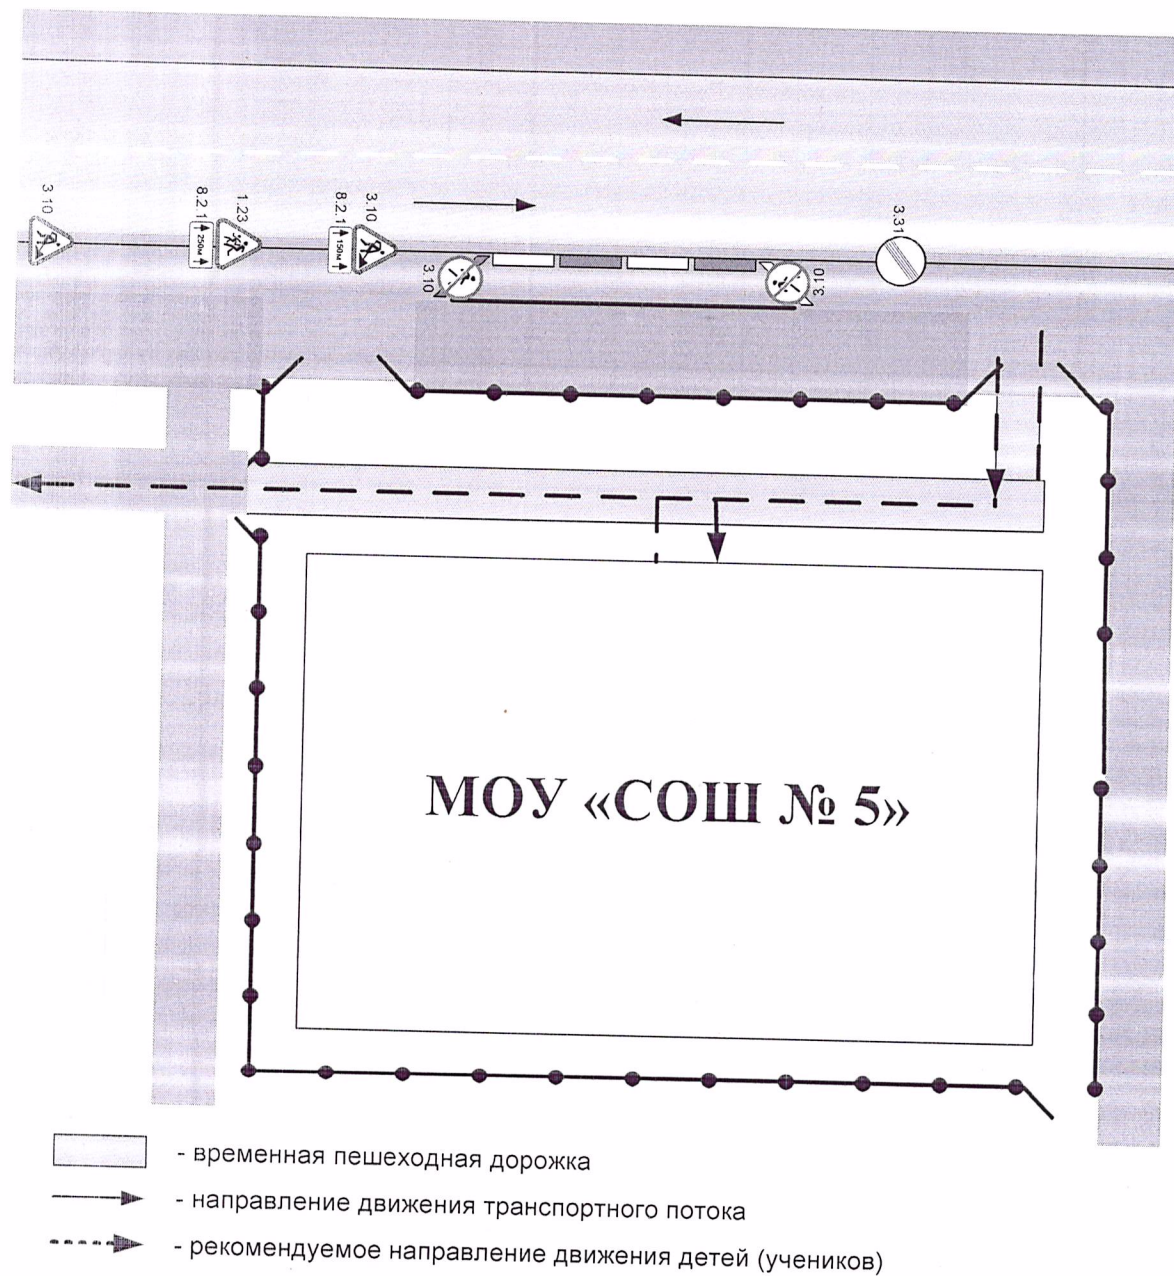 3.10
8.2.1
250м
1.23
8.2.1
150м
3.10
3.10
3.10
3.31
МОУ «СОШ № 5»
- временная пешеходная дорожка
- направление движения транспортного потока
- рекомендуемое направление движения детей (учеников)